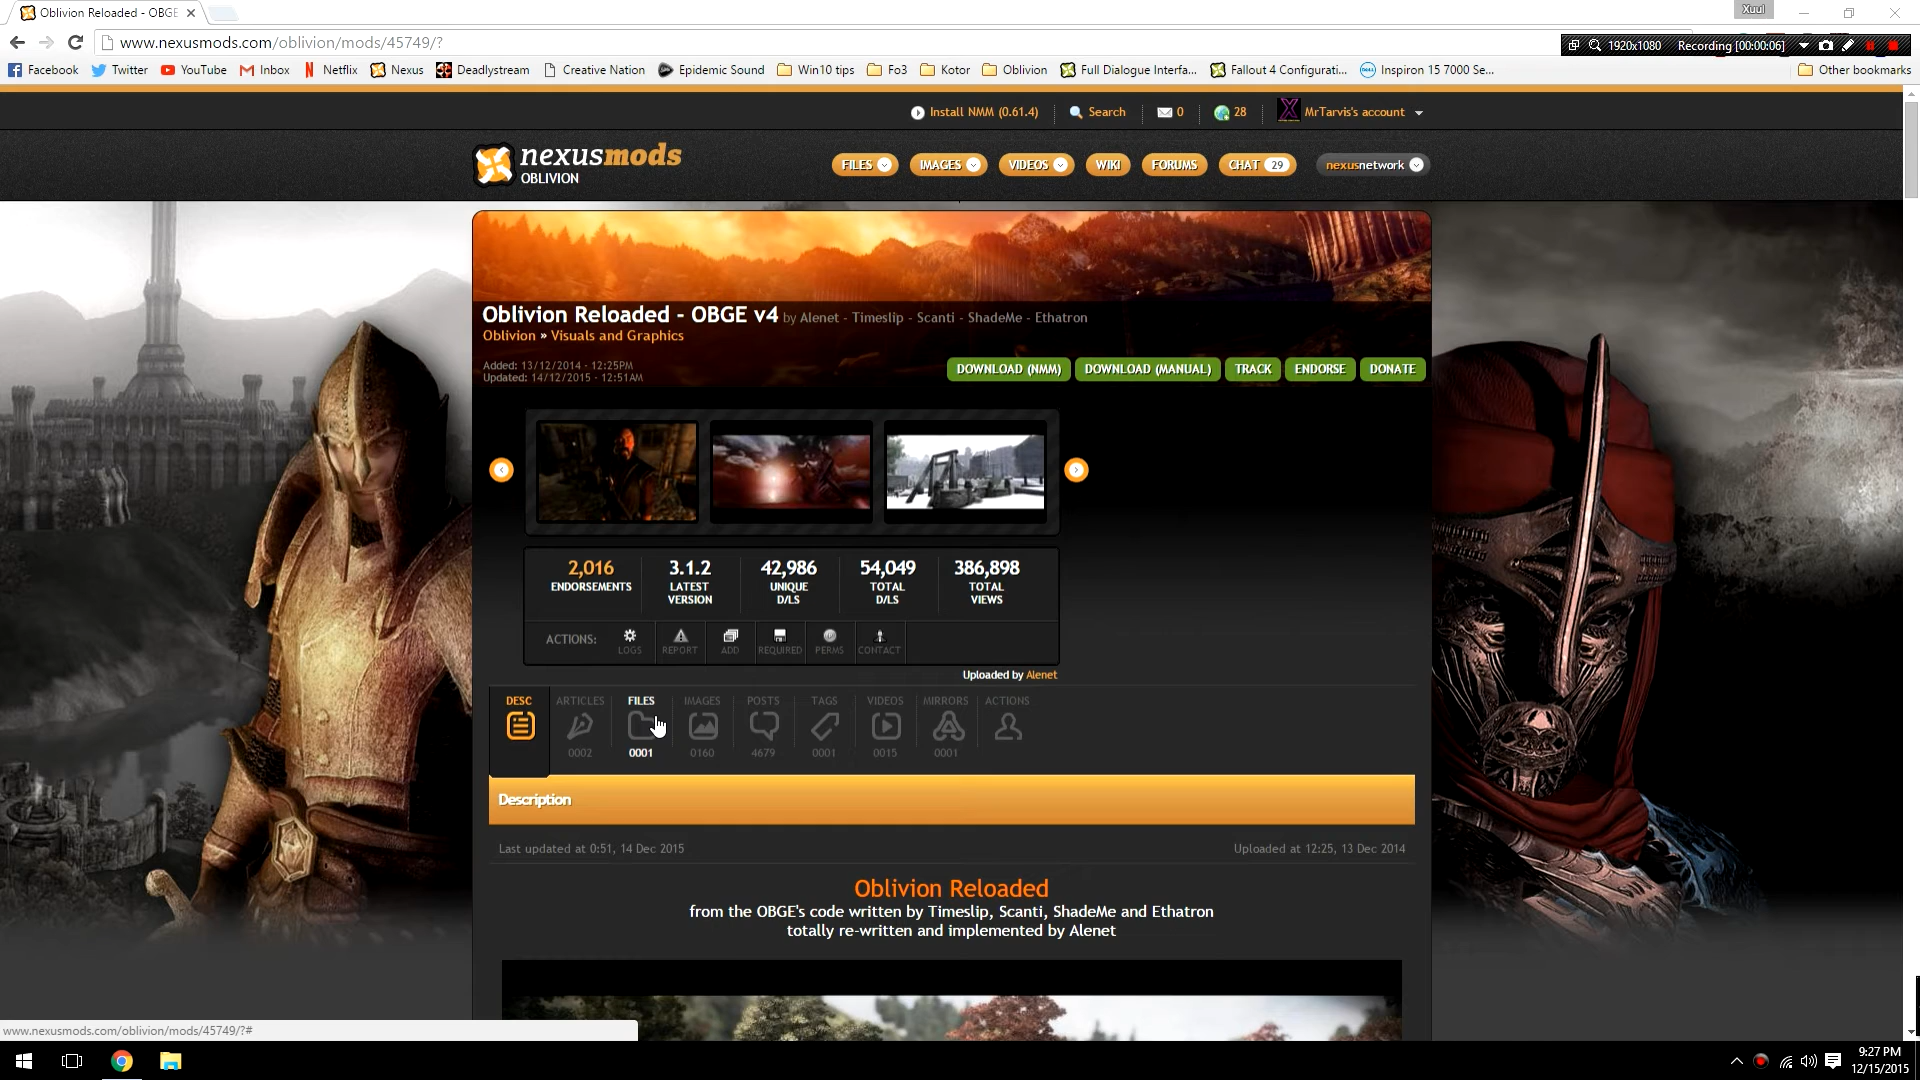 Oblivion Reloaded - OBGE
Xuul
www.nexusmods.com/oblivion/mods/45749/?
1920x1080 Recording [00:00:06]
Facebook Twitter YouTube Inbox Netflix Nexus Deadlystream Creative Nation Epidemic Sound Win10 tips Fo3 Kotor Oblivion Full Dialogue Interfa... Fallout 4 Configurati... Inspiron 15 7000 Se... Other bookmarks
Install NMM (0.61.4) Search 0 28 MrTarvis's account
nexusmods
OBLIVION
FILES IMAGES VIDEOS WIKI FORUMS CHAT 29 nexusnetwork
Oblivion Reloaded - OBGE v4 by Alenet - Timeslip - Scanti - ShadeMe - Ethatron
Oblivion » Visuals and Graphics
Added: 13/12/2014 - 12:25PM
Updated: 14/12/2015 - 12:51AM
DOWNLOAD (NMM) DOWNLOAD (MANUAL) TRACK ENDORSE DONATE
2,016 3.1.2 42,986 54,049 386,898
ENDORSEMENTS LATEST UNIQUE TOTAL TOTAL
VERSION D/LS D/LS VIEWS
ACTIONS: LOGS REPORT ADD REQUIRED PERMS CONTACT
Uploaded by Alenet
DESC ARTICLES FILES IMAGES POSTS TAGS VIDEOS MIRRORS ACTIONS
0002 0001 0160 4679 0001 0015 0001
Description
Last updated at 0:51, 14 Dec 2015 Uploaded at 12:25, 13 Dec 2014
Oblivion Reloaded
from the OBGE's code written by Timeslip, Scanti, ShadeMe and Ethatron
totally re-written and implemented by Alenet
www.nexusmods.com/oblivion/mods/45749/?#
9:27 PM
12/15/2015